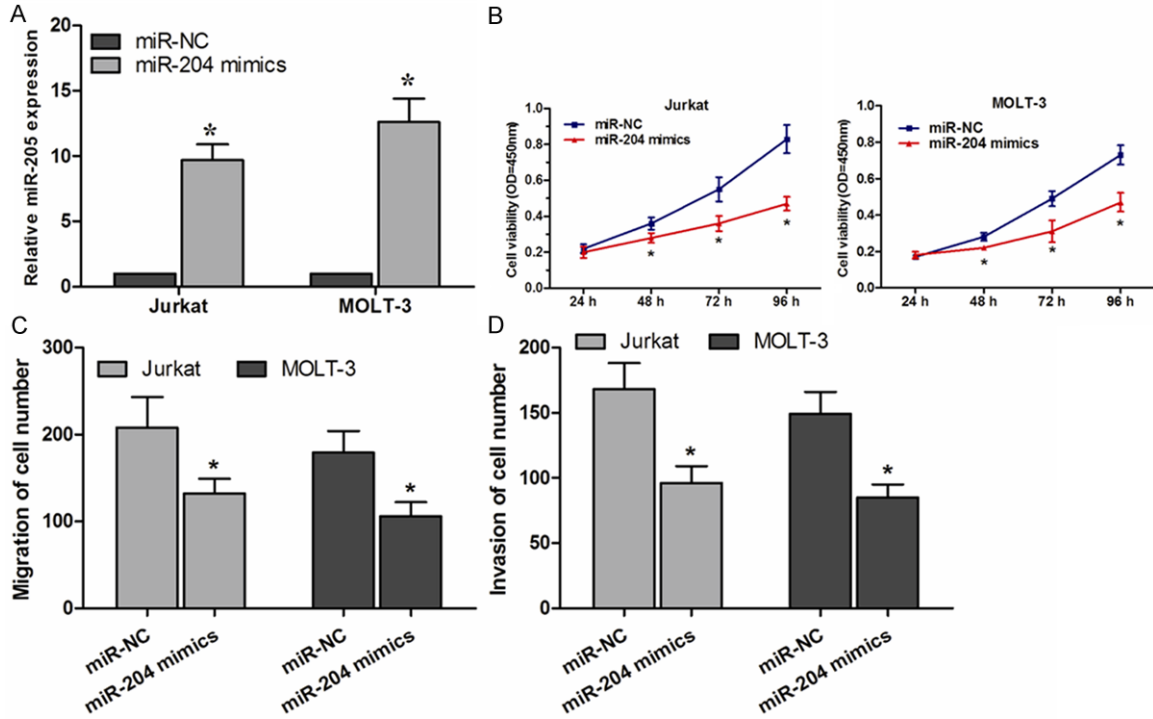 A
Relative miR-205 expression
20
15
10
5
0
miR-NC
miR-204 mimics
*
*
Jurkat
MOLT-3
B
Jurkat
Cell viability (OD=450nm)
1.0
0.8
0.6
0.4
0.2
0.0
miR-NC
miR-204 mimics
*
*
*
24 h
48 h
72 h
96 h
MOLT-3
Cell viability (OD=450nm)
1.0
0.8
0.6
0.4
0.2
0.0
miR-NC
miR-204 mimics
*
*
*
24 h
48 h
72 h
96 h
C
Migration of cell number
300
200
100
0
Jurkat
MOLT-3
*
*
miR-NC
miR-204 mimics
miR-NC
miR-204 mimics
D
Invasion of cell number
200
150
100
50
0
Jurkat
MOLT-3
*
*
miR-NC
miR-204 mimics
miR-NC
miR-204 mimics